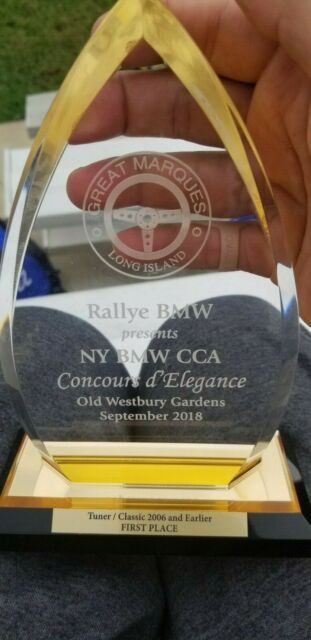 GREAT MARQUES
LONG ISLAND
Rallye BMW
presents
NY BMW CCA
Concours d'Elegance
Old Westbury Gardens
September 2018
Tuner / Classic 2006 and Earlier
FIRST PLACE